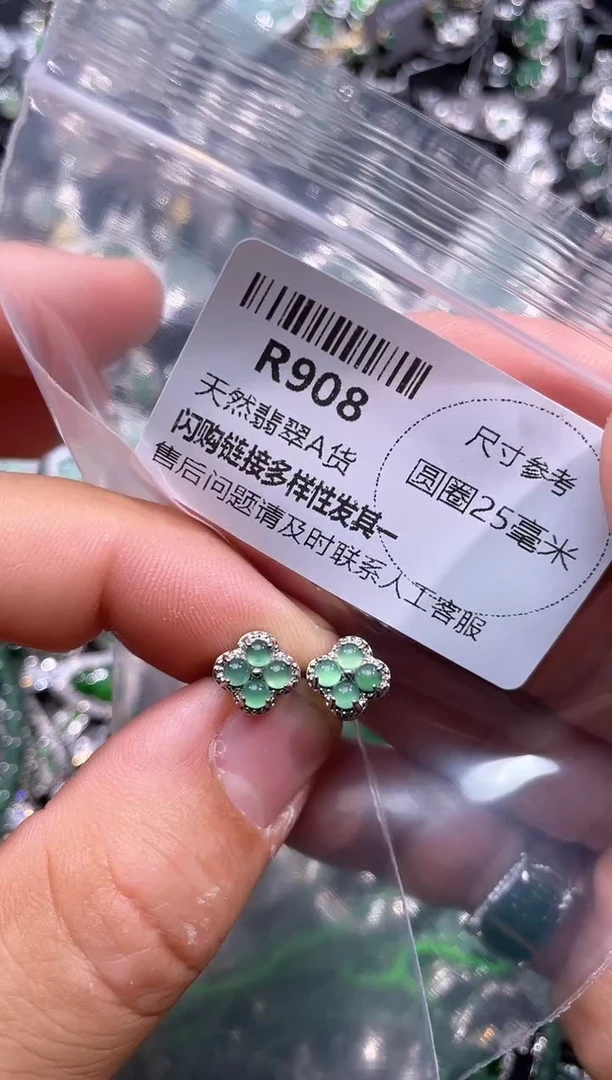 R908
天然翡翠A货
闪购链接多样性发其一
售后问题请及时联系人工客服
尺寸参考
圆圈25毫米